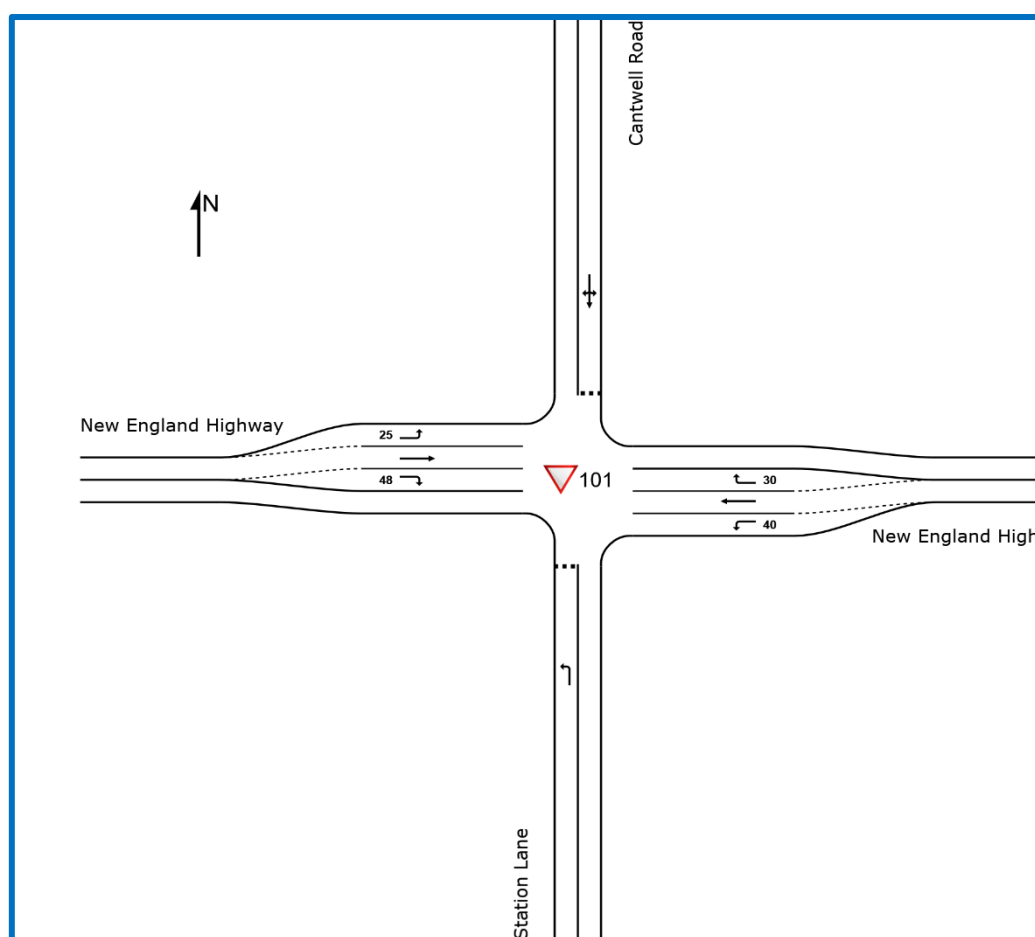 Cantwell Road
N
New England Highway
25
48
101
30
40
New England High
Station Lane